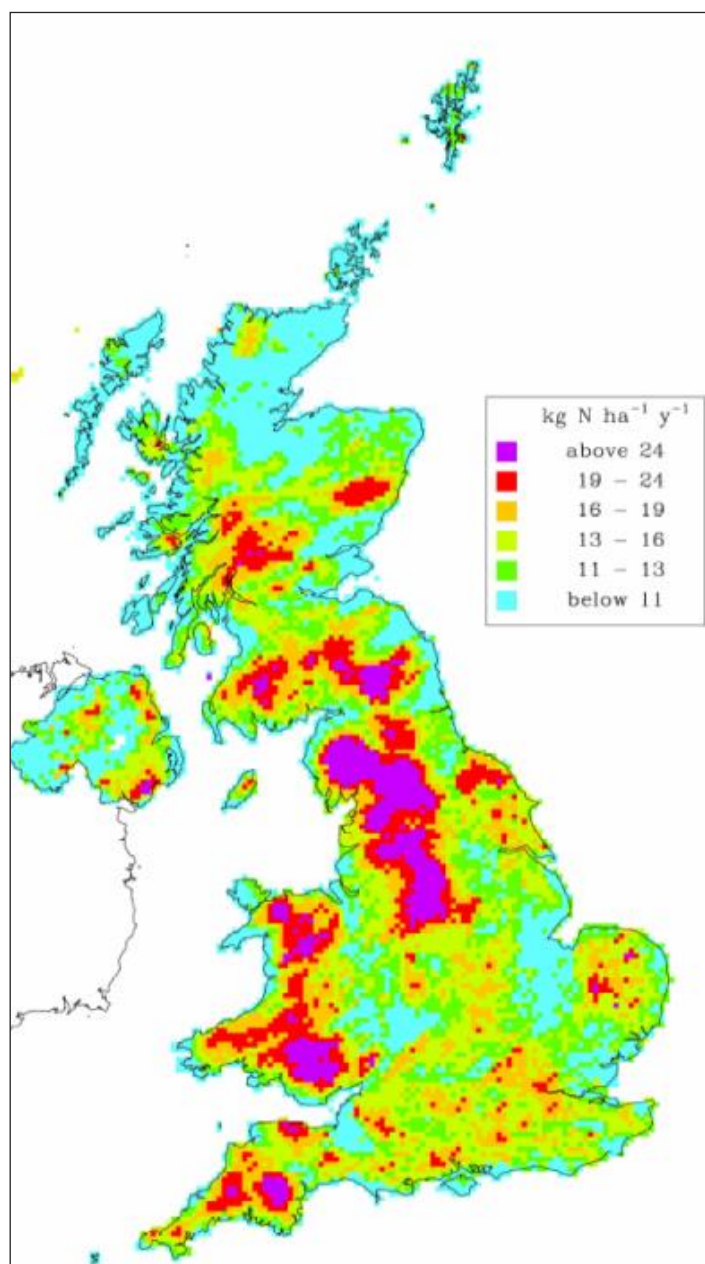 kg N ha⁻¹ y⁻¹
above 24
19 – 24
16 – 19
13 – 16
11 – 13
below 11